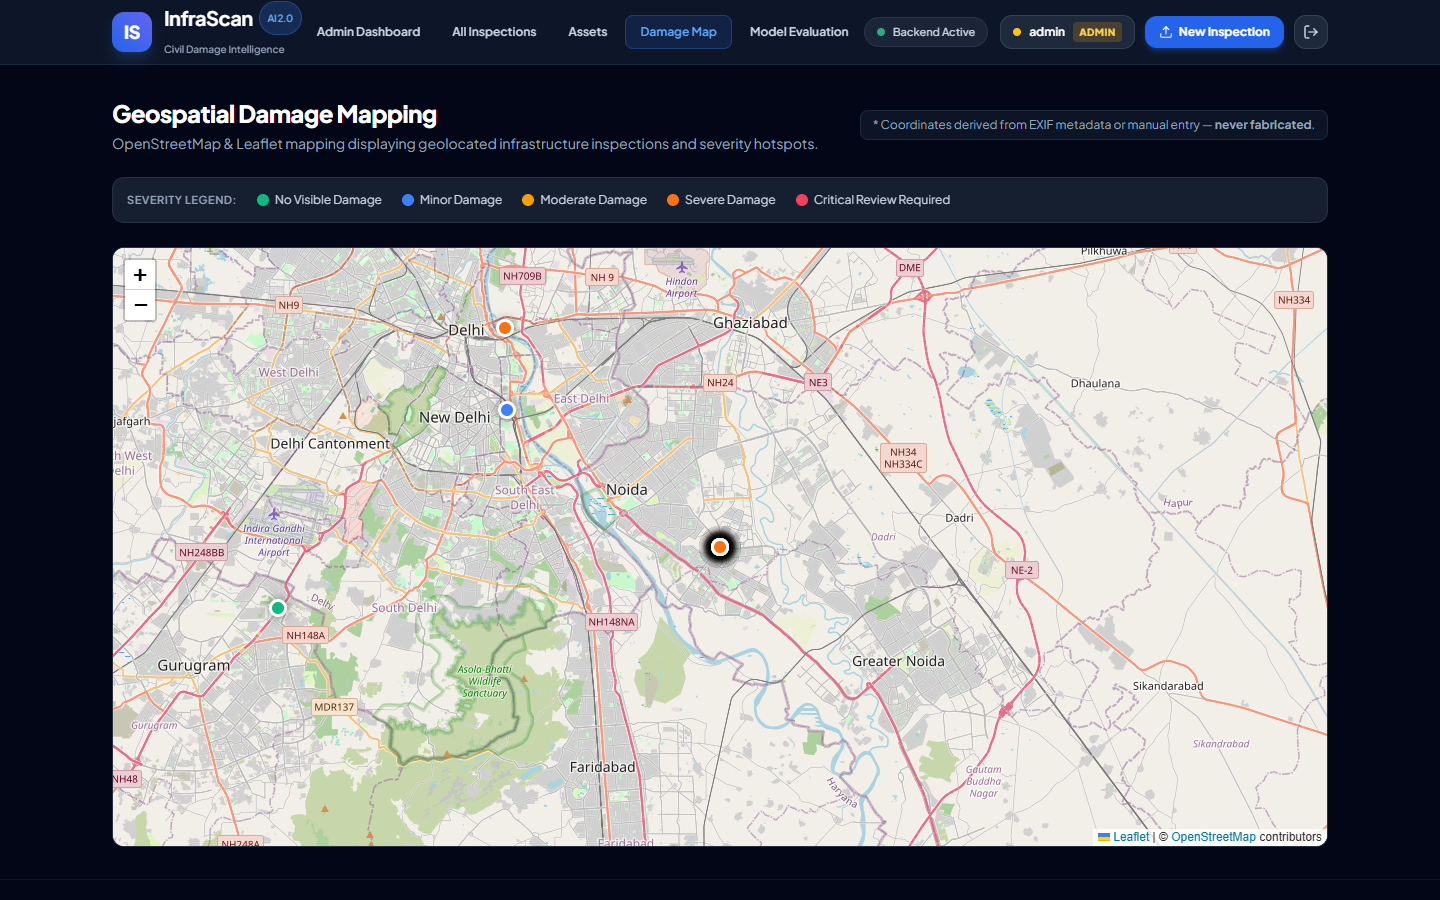 IS
InfraScan
AI 2.0
Civil Damage Intelligence
Admin Dashboard
All Inspections
Assets
Damage Map
Model Evaluation
Backend Active
admin
ADMIN
New Inspection
Geospatial Damage Mapping
OpenStreetMap & Leaflet mapping displaying geolocated infrastructure inspections and severity hotspots.
* Coordinates derived from EXIF metadata or manual entry — never fabricated.
SEVERITY LEGEND:
No Visible Damage
Minor Damage
Moderate Damage
Severe Damage
Critical Review Required
+
−
Pilkhuwa
DME
NH709B
NH 9
Hindon
Airport
NH334
NH9
Delhi
Ghaziabad
West Delhi
NH24
NE3
Dhaulana
East Delhi
New Delhi
jafgarh
Delhi Cantonment
h West
elhi
NH34
NH334C
South East
Delhi
Noida
Hapur
Dadri
Indira Gandhi
International
Airport
Dadri
NH248BB
NE-2
Delhi
South Delhi
NH148NA
NH148A
Gurugram
Asola-Bhatti
Wildlife
Sanctuary
Greater Noida
Sikandarabad
MDR137
Gurugram
Sikandrabad
Faridabad
NH48
Gautam
Buddha
Nagar
Haryana
NH248A
Faridabad
Leaflet | © OpenStreetMap contributors